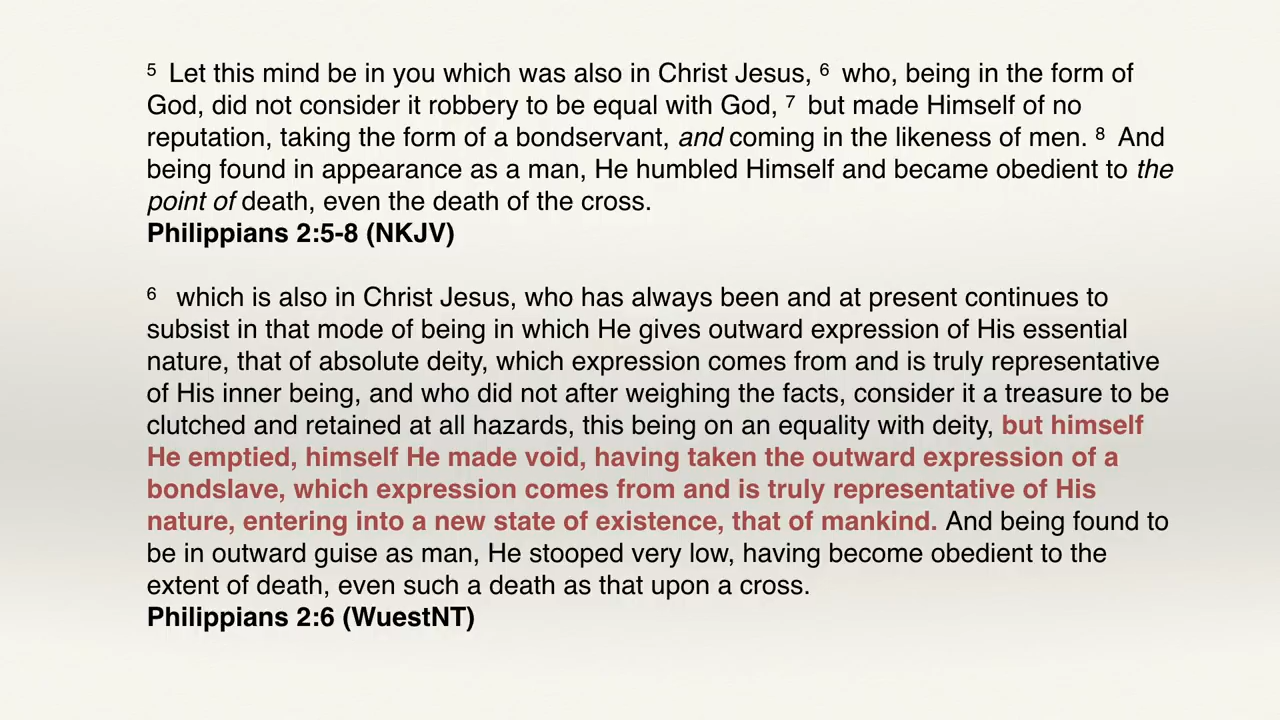 5 Let this mind be in you which was also in Christ Jesus, 6 who, being in the form of
God, did not consider it robbery to be equal with God, 7 but made Himself of no
reputation, taking the form of a bondservant, and coming in the likeness of men. 8 And
being found in appearance as a man, He humbled Himself and became obedient to the
point of death, even the death of the cross.
Philippians 2:5-8 (NKJV)
6 which is also in Christ Jesus, who has always been and at present continues to
subsist in that mode of being in which He gives outward expression of His essential
nature, that of absolute deity, which expression comes from and is truly representative
of His inner being, and who did not after weighing the facts, consider it a treasure to be
clutched and retained at all hazards, this being on an equality with deity, but himself
He emptied, himself He made void, having taken the outward expression of a
bondslave, which expression comes from and is truly representative of His
nature, entering into a new state of existence, that of mankind. And being found to
be in outward guise as man, He stooped very low, having become obedient to the
extent of death, even such a death as that upon a cross.
Philippians 2:6 (WuestNT)